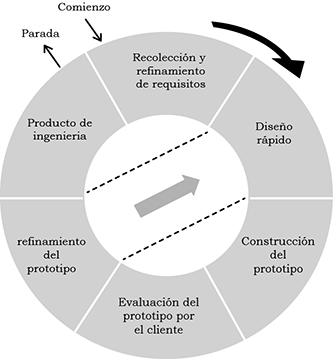 Comienzo
Parada
Recolección y
refinamiento
de requisitos
Diseño
rápido
Construcción
del
prototipo
Evaluación del
prototipo por
el cliente
refinamiento
del
prototipo
Producto de
ingenieria